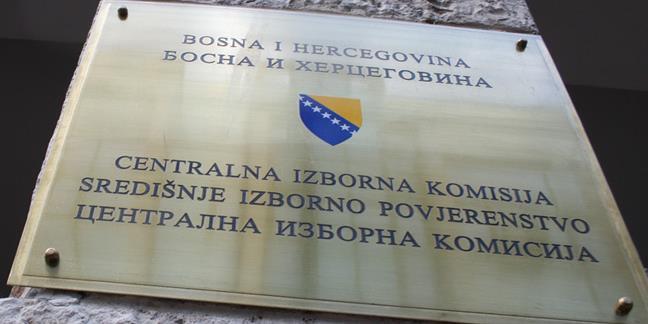 BOSNA I HERCEGOVINA
БОСНА И ХЕРЦЕГОВИНА
CENTRALNA IZBORNA KOMISIJA
SREDIŠNJE IZBORNO POVJERENSTVO
ЦЕНТРАЛНА ИЗБОРНА КОМИСИЈА